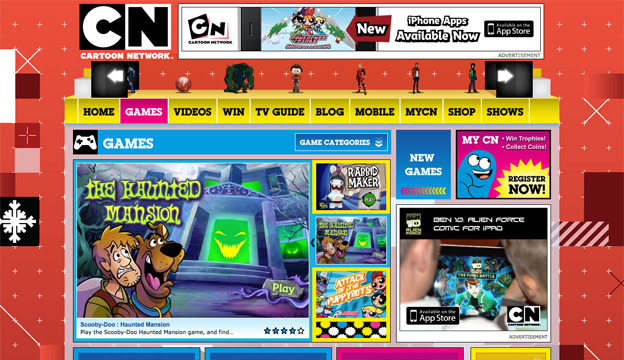 CN
CARTOON NETWORK
CN
CARTOON NETWORK
New
iPhone Apps
Available Now
Available on the
App Store
ADVERTISEMENT
HOME
GAMES
VIDEOS
WIN
TV GUIDE
BLOG
MOBILE
MYCN
SHOP
SHOWS
GAMES
GAME CATEGORIES
NEW
GAMES
MY CN
• Win Trophies!
• Collect Coins!
REGISTER
NOW!
THE HAUNTED
MANSION
Play
RABBID
MAKER
PLAY
ATTACK
OF THE
PUPPYBOTS
BEN 10: ALIEN FORCE
COMIC FOR IPAD
Available on the
App Store
CN
CARTOON NETWORK
Scooby-Doo : Haunted Mansion
Play the Scooby-Doo Haunted Mansion game, and find...
ADVERTISEMENT